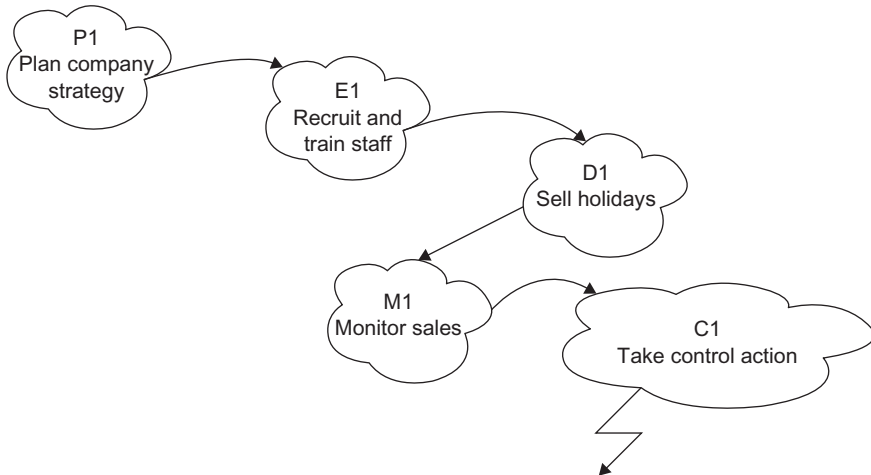 P1
Plan company
strategy
E1
Recruit and
train staff
D1
Sell holidays
M1
Monitor sales
C1
Take control action